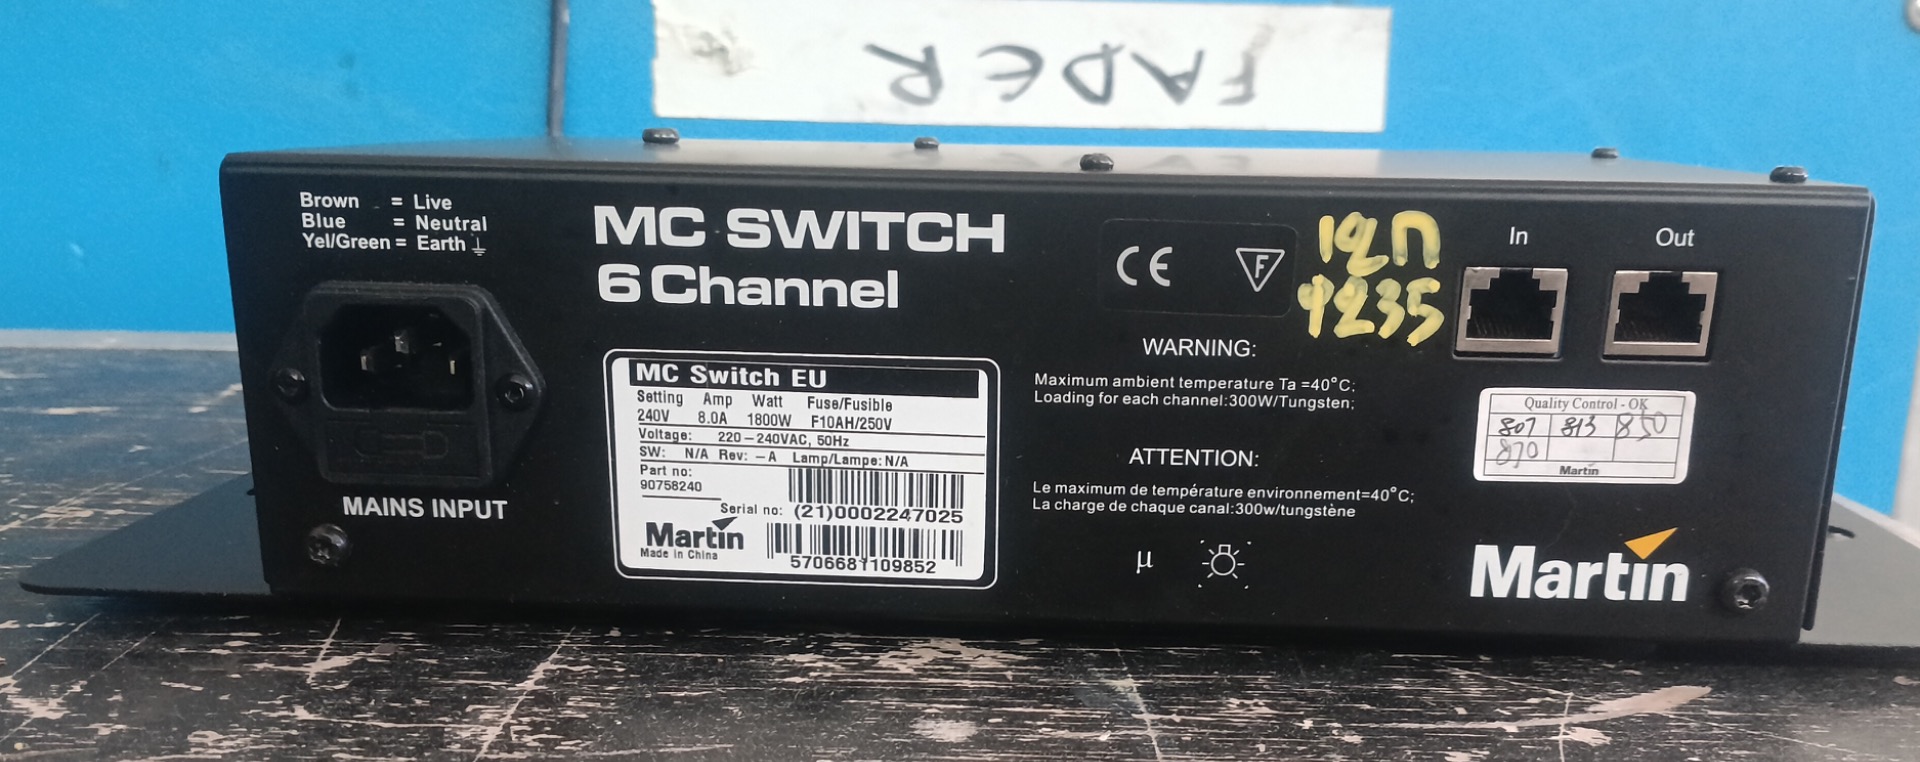 FADER
Brown = Live
Blue = Neutral
Yel/Green = Earth
MAINS INPUT
MC SWITCH
6 Channel
MC Switch EU
Setting Amp Watt Fuse/Fusible
240V 8.0A 1800W F10AH/250V
Voltage: 220-240VAC, 50Hz
SW: N/A Rev: -A Lamp/Lampe: N/A
Part no:
90758240
Serial no: (21)0002247025
Martin
Made in China
5706681109852
CE
F
9235
WARNING:
Maximum ambient temperature Ta =40°C;
Loading for each channel:300W/Tungsten;
ATTENTION:
Le maximum de température environnement=40°C;
La charge de chaque canal:300w/tungstène
μ
In Out
Quality Control - OK
807 813 850
870
Martin
Martin